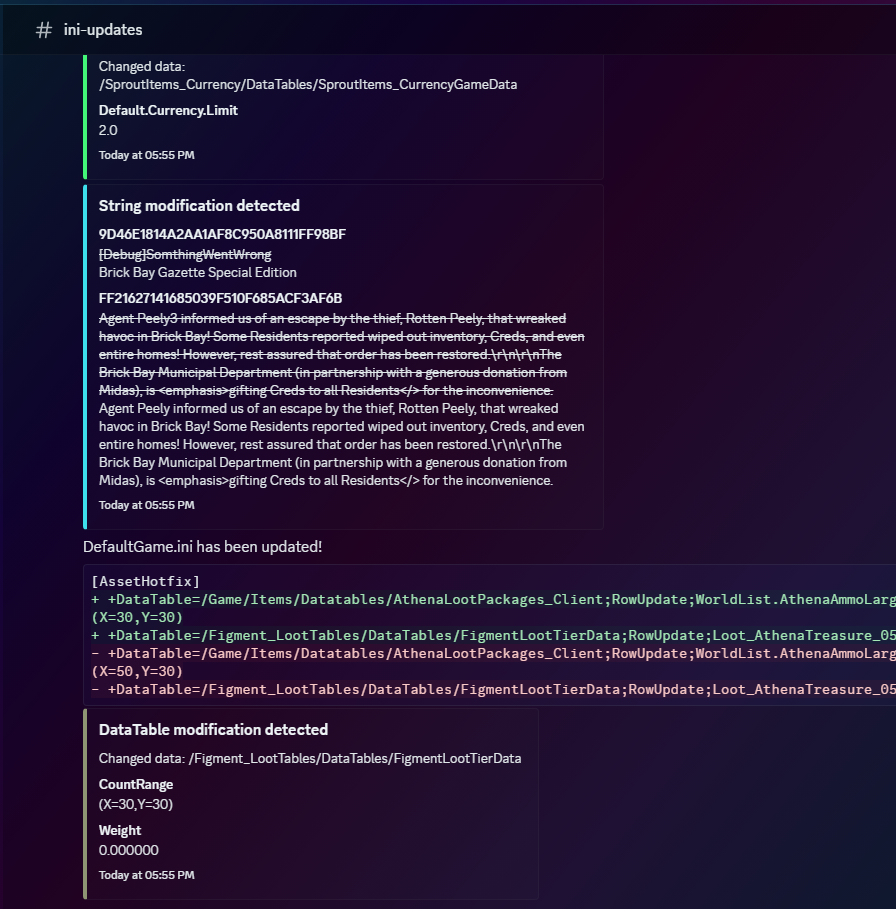 # ini-updates
Changed data:
/SproutItems_Currency/DataTables/SproutItems_CurrencyGameData
Default.Currency.Limit
2.0
Today at 05:55 PM
String modification detected
9D46E1814A2AA1AF8C950A8111FF98BF
[Debug]SomthingWentWrong
Brick Bay Gazette Special Edition
FF21627141685039F510F685ACF3AF6B
Agent Peely3 informed us of an escape by the thief, Rotten Peely, that wreaked
havoc in Brick Bay! Some Residents reported wiped out inventory, Creds, and even
entire homes! However, rest assured that order has been restored.\r\n\r\nThe
Brick Bay Municipal Department (in partnership with a generous donation from
Midas), is <emphasis>gifting Creds to all Residents</> for the inconvenience.
Agent Peely informed us of an escape by the thief, Rotten Peely, that wreaked
havoc in Brick Bay! Some Residents reported wiped out inventory, Creds, and even
entire homes! However, rest assured that order has been restored.\r\n\r\nThe
Brick Bay Municipal Department (in partnership with a generous donation from
Midas), is <emphasis>gifting Creds to all Residents</> for the inconvenience.
Today at 05:55 PM
DefaultGame.ini has been updated!
[AssetHotfix]
+ +DataTable=/Game/Items/Datatables/AthenaLootPackages_Client;RowUpdate;WorldList.AthenaAmmoLarg
(X=30,Y=30)
+ +DataTable=/Figment_LootTables/DataTables/FigmentLootTierData;RowUpdate;Loot_AthenaTreasure_05
- +DataTable=/Game/Items/Datatables/AthenaLootPackages_Client;RowUpdate;WorldList.AthenaAmmoLarg
(X=50,Y=30)
- +DataTable=/Figment_LootTables/DataTables/FigmentLootTierData;RowUpdate;Loot_AthenaTreasure_05
DataTable modification detected
Changed data: /Figment_LootTables/DataTables/FigmentLootTierData
CountRange
(X=30,Y=30)
Weight
0.000000
Today at 05:55 PM